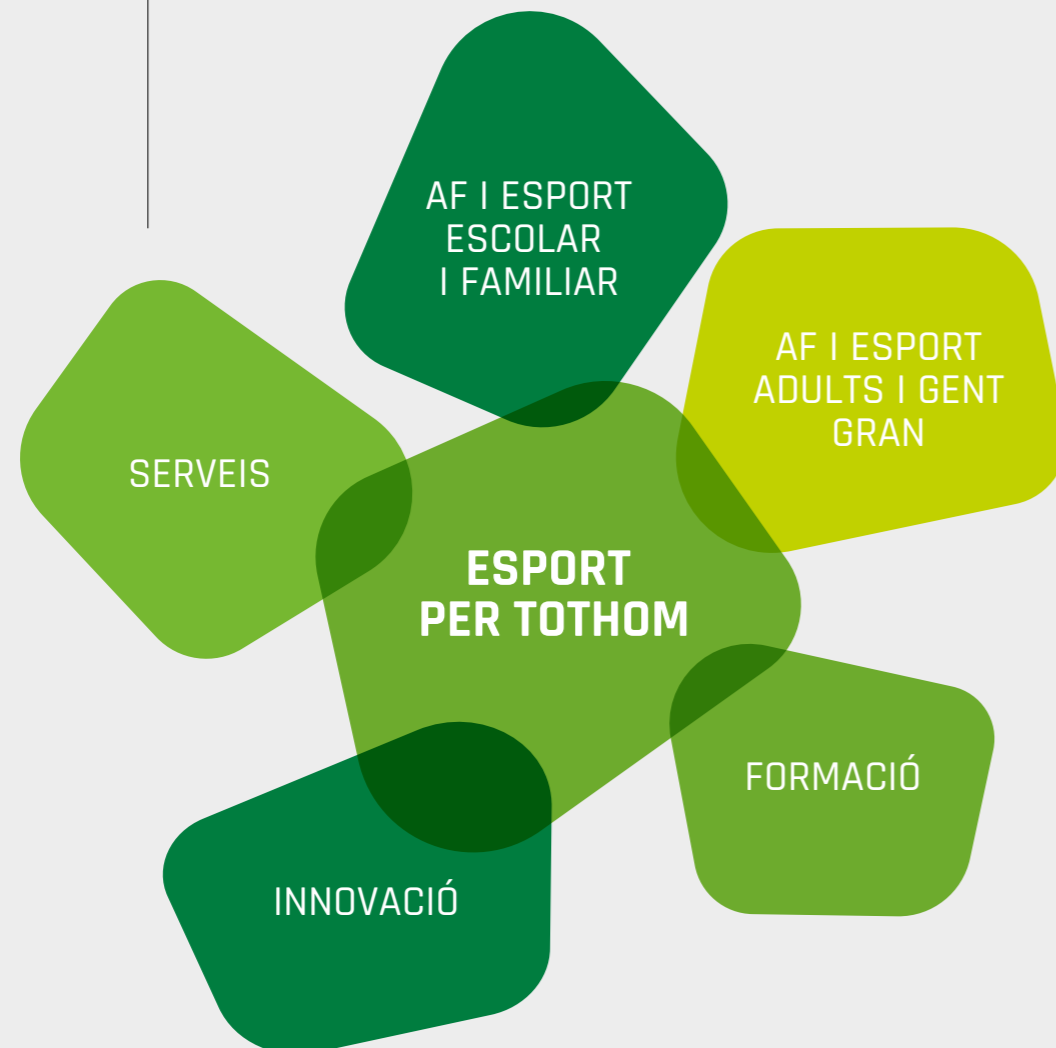 AF I ESPORT
ESCOLAR
I FAMILIAR
AF I ESPORT
ADULTS I GENT
GRAN
SERVEIS
ESPORT
PER TOTHOM
FORMACIÓ
INNOVACIÓ